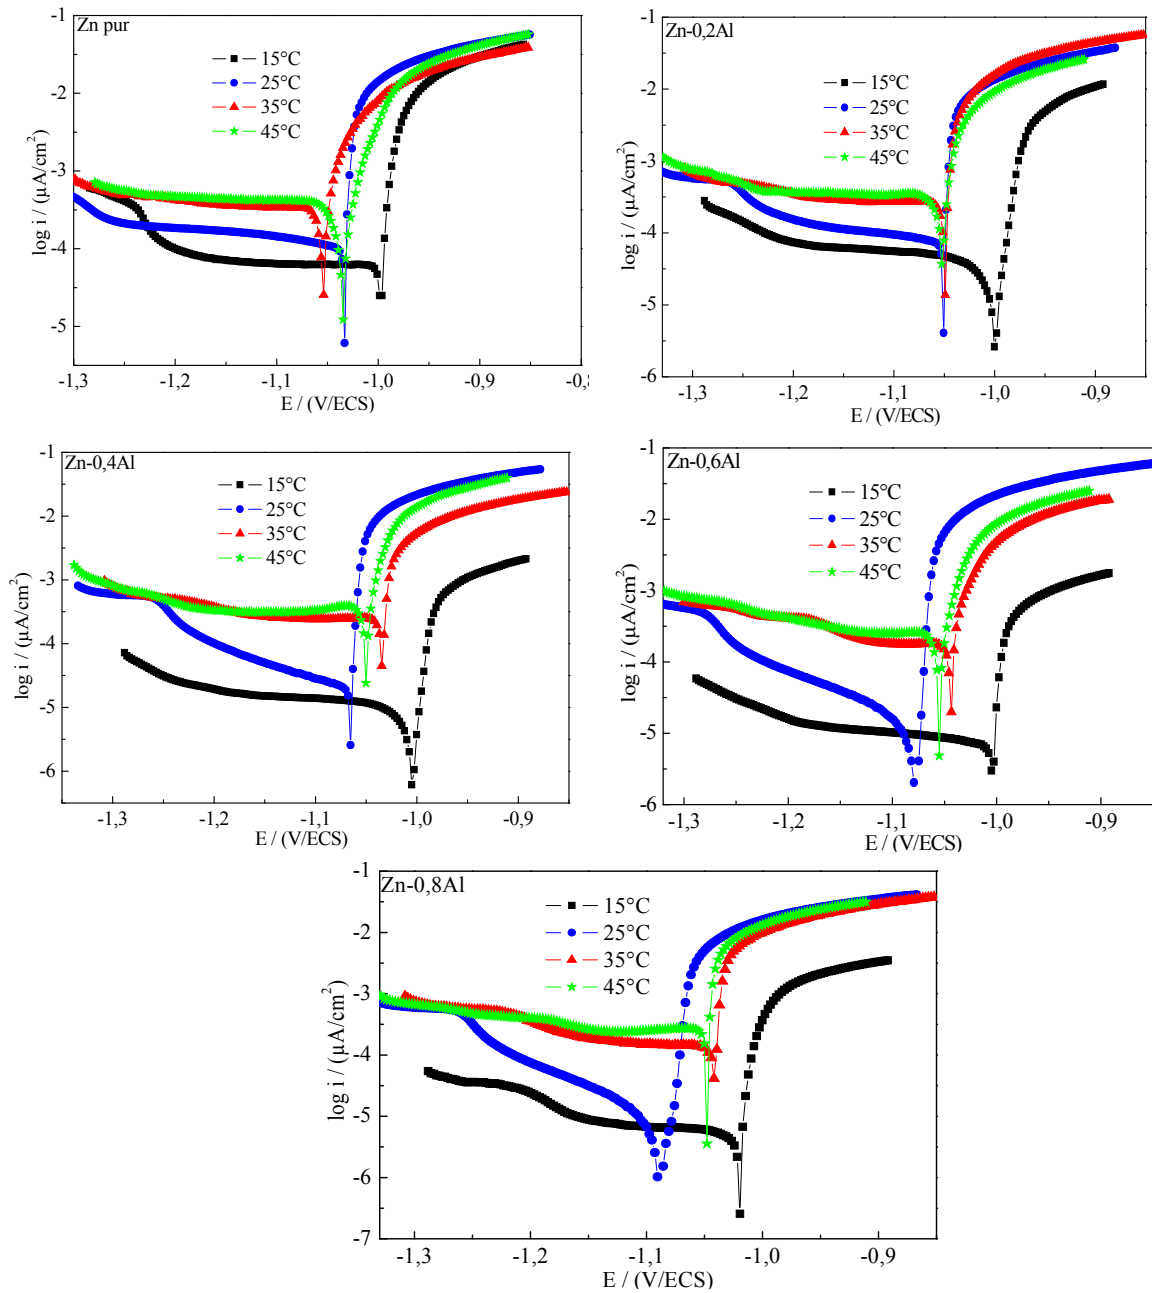 Zn pur
15°C
25°C
35°C
45°C
log i / (µA/cm²)
-1
-2
-3
-4
-5
-1,3 -1,2 -1,1 -1,0 -0,9
E / (V/ECS)
Zn-0,2Al
15°C
25°C
35°C
45°C
log i / (µA/cm²)
-1
-2
-3
-4
-5
-6
-1,3 -1,2 -1,1 -1,0 -0,9
E / (V/ECS)
Zn-0,4Al
15°C
25°C
35°C
45°C
log i / (µA/cm²)
-1
-2
-3
-4
-5
-6
-1,3 -1,2 -1,1 -1,0 -0,9
E / (V/ECS)
Zn-0,6Al
15°C
25°C
35°C
45°C
log i / (µA/cm²)
-1
-2
-3
-4
-5
-6
-1,3 -1,2 -1,1 -1,0 -0,9
E / (V/ECS)
Zn-0,8Al
15°C
25°C
35°C
45°C
log i / (µA/cm²)
-1
-2
-3
-4
-5
-6
-7
-1,3 -1,2 -1,1 -1,0 -0,9
E / (V/ECS)